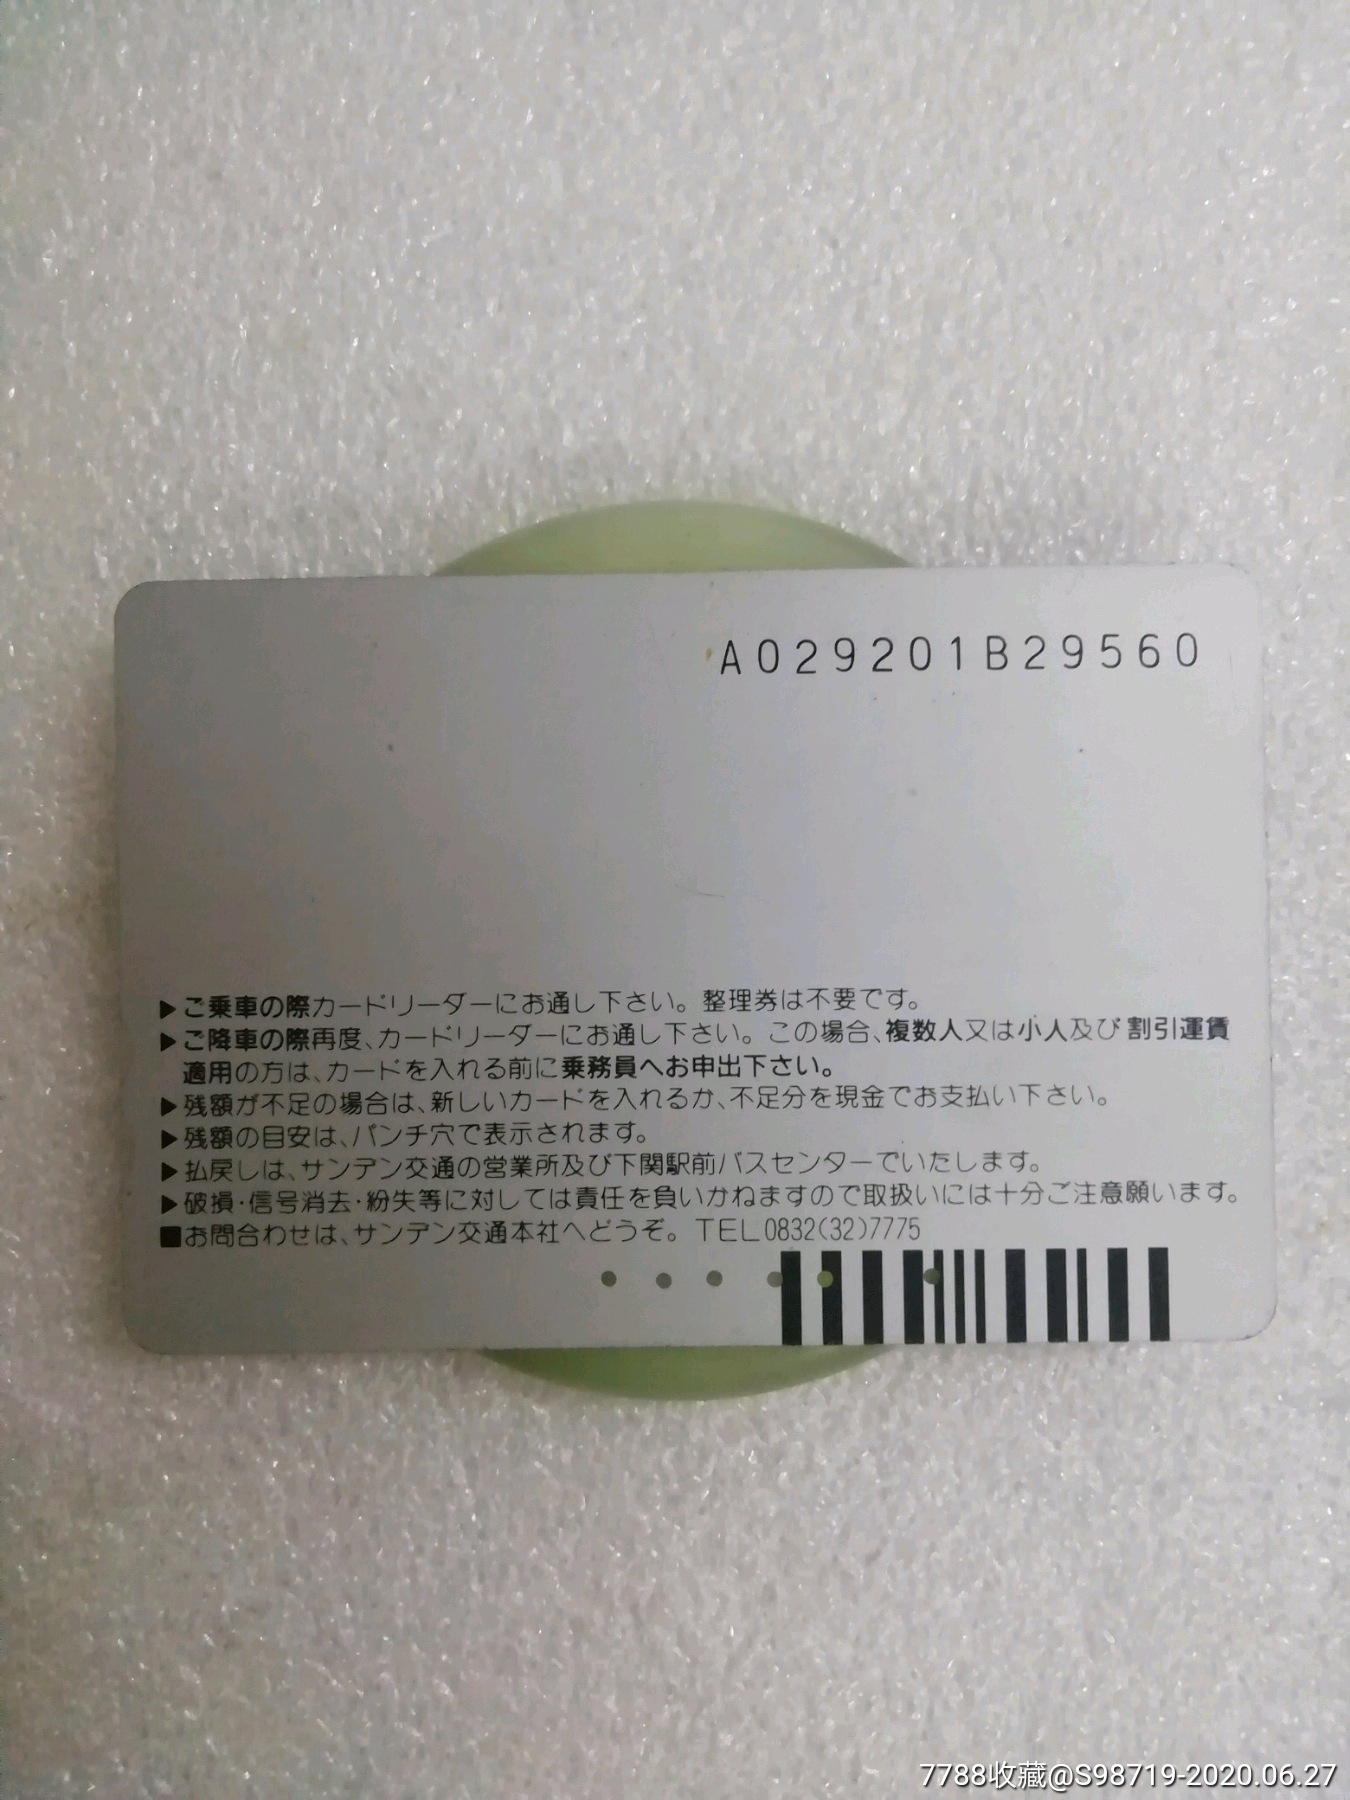 A029201B29560
▶ご乗車の際カードリーダーにお通し下さい。整理券は不要です。
▶ご降車の際再度、カードリーダーにお通し下さい。この場合、複数人又は小人及び割引運賃
適用の方は、カードを入れる前に乗務員へお申出下さい。
▶残額が不足の場合は、新しいカードを入れるか、不足分を現金でお支払い下さい。
▶残額の目安は、パンチ穴で表示されます。
▶払戻しは、サンデン交通の営業所及び下関駅前バスセンターでいたします。
▶破損・信号消去・紛失等に対しては責任を負いかねますので取扱いには十分ご注意願います。
■お問合わせは、サンデン交通本社へどうぞ。TEL0832(32)7775
7788收藏@S98719-2020.06.27